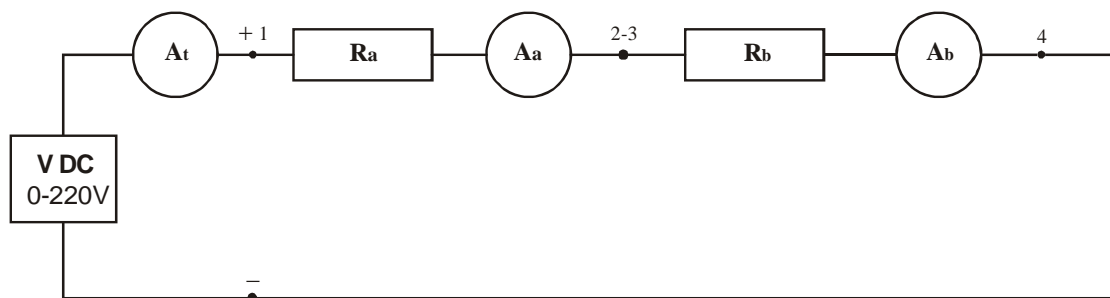 At
+ 1
Ra
Aa
2-3
Rb
Ab
4
V DC
0-220V
–